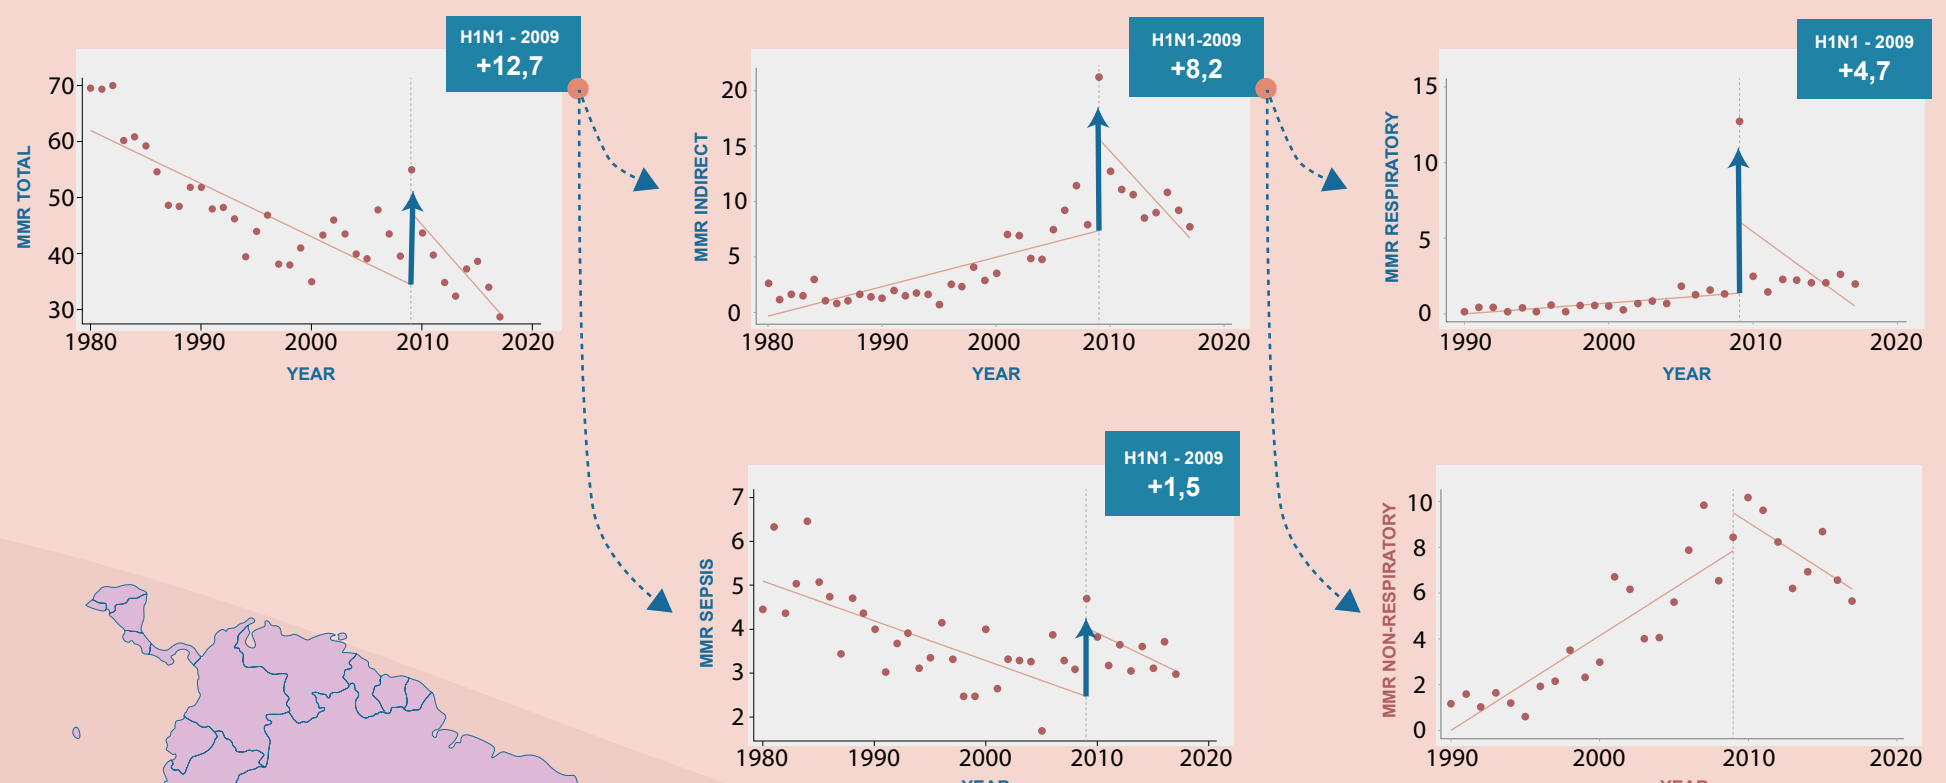 H1N1 - 2009
+12,7
MMR TOTAL
70
60
50
40
30
1980 1990 2000 2010 2020
YEAR
H1N1-2009
+8,2
MMR INDIRECT
20
15
10
5
0
1980 1990 2000 2010 2020
YEAR
H1N1 - 2009
+4,7
MMR RESPIRATORY
15
10
5
0
1990 2000 2010 2020
YEAR
H1N1 - 2009
+1,5
MMR SEPSIS
7
6
5
4
3
2
1980 1990 2000 2010 2020
YEAR
MMR NON-RESPIRATORY
10
8
6
4
2
0
1990 2000 2010 2020
YEAR